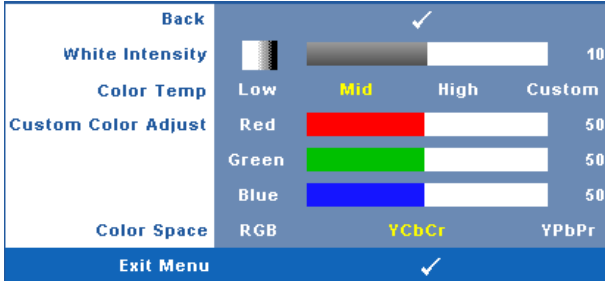 Back
White Intensity 10
Color Temp Low Mid High Custom
Custom Color Adjust Red 50
Green 50
Blue 50
Color Space RGB YCbCr YPbPr
Exit Menu